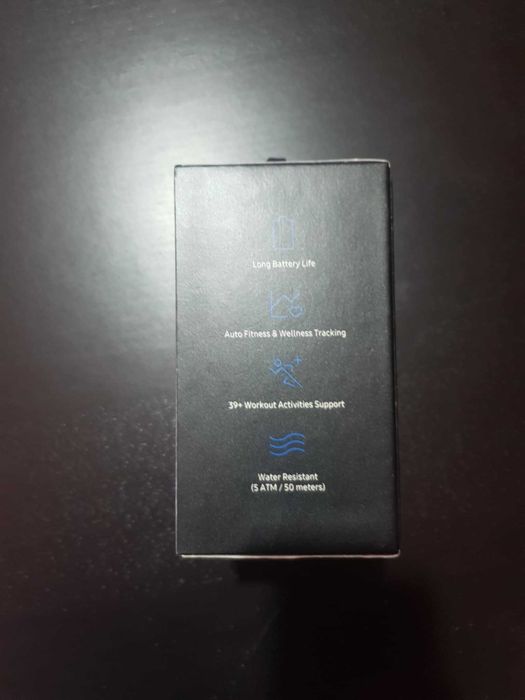 Long Battery Life
Auto Fitness & Wellness Tracking
39+ Workout Activities Support
Water Resistant
(5 ATM / 50 meters)